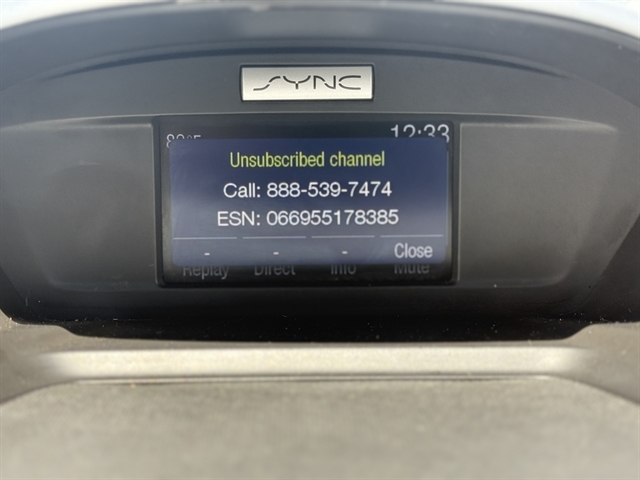 SYNC
12:33
Unsubscribed channel
Call: 888-539-7474
ESN: 066955178385
- - - Close
Replay Direct Info Mute